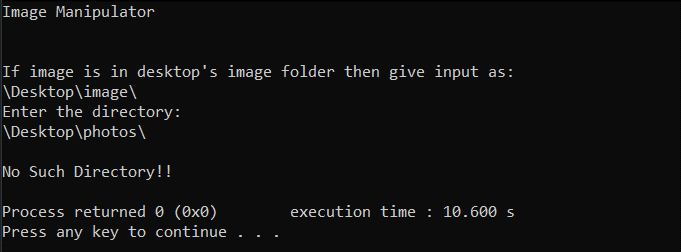 Image Manipulator
If image is in desktop's image folder then give input as:
\Desktop\image\
Enter the directory:
\Desktop\photos\
No Such Directory!!
Process returned 0 (0x0)       execution time : 10.600 s
Press any key to continue . . .